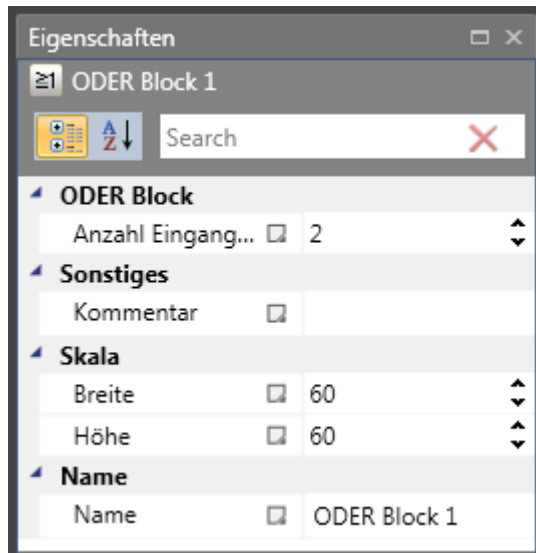 Eigenschaften
≥1 ODER Block 1
A Z Search
ODER Block
Anzahl Eingang... 2
Sonstiges
Kommentar
Skala
Breite 60
Höhe 60
Name
Name ODER Block 1